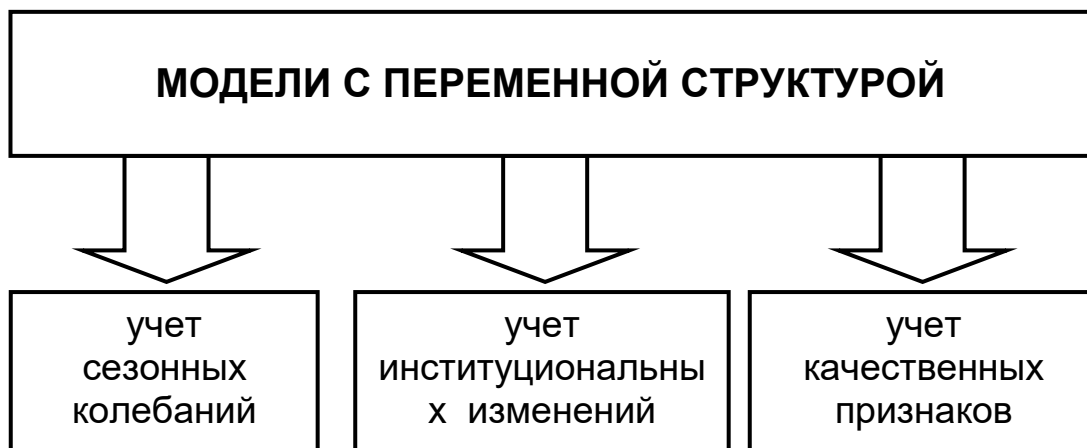 МОДЕЛИ С ПЕРЕМЕННОЙ СТРУКТУРОЙ
учет
сезонных
колебаний
учет
институциональны
х изменений
учет
качественных
признаков